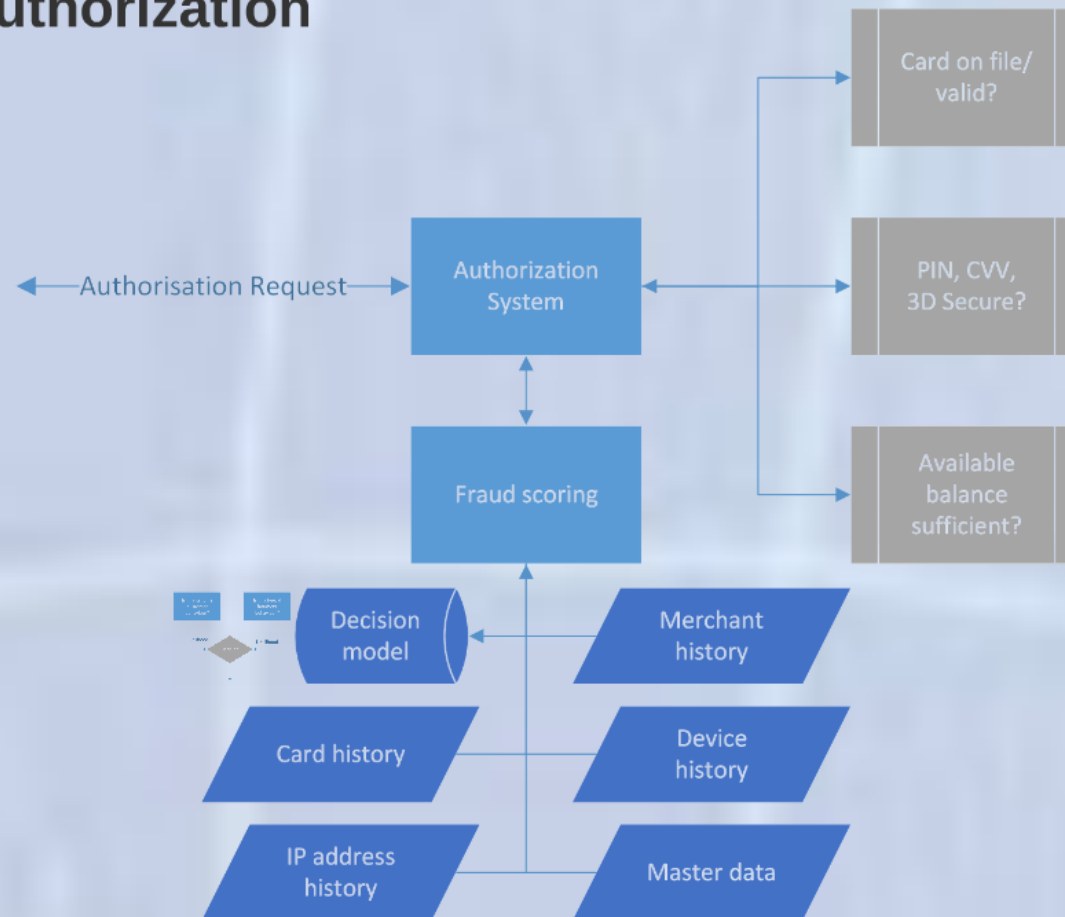 uthorization
Card on file/
valid?
Authorisation Request
Authorization
System
PIN, CVV,
3D Secure?
Fraud scoring
Available
balance
sufficient?
Decision
model
Merchant
history
Card history
Device
history
IP address
history
Master data